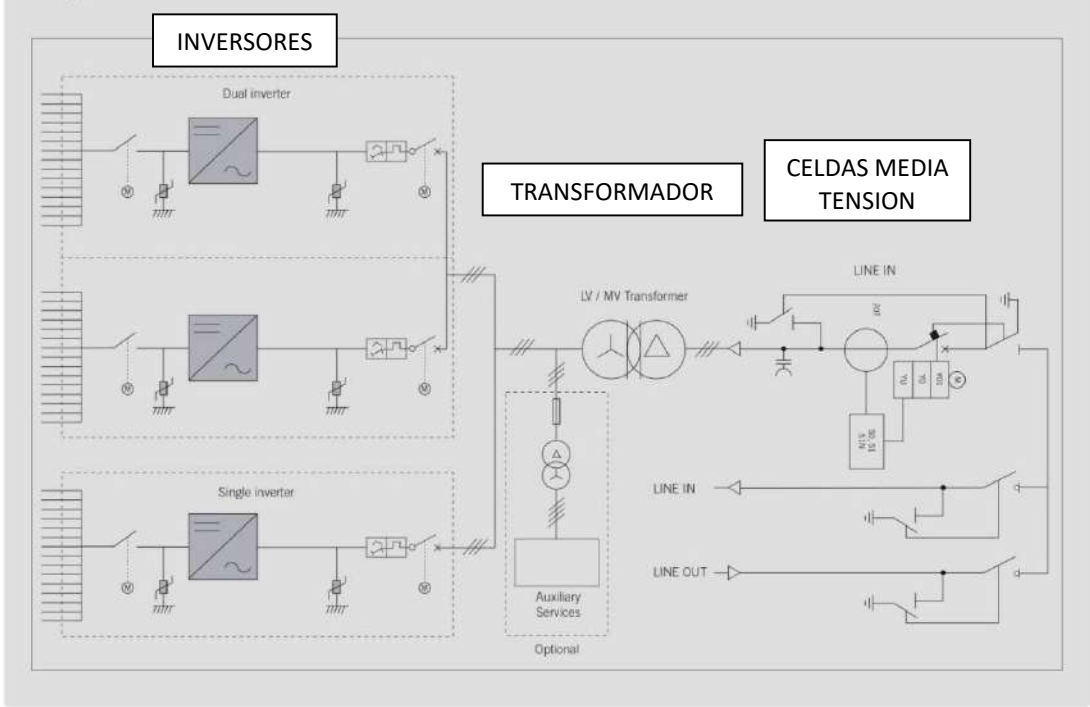 INVERSORES
Dual inverter
M
M
M
M
Single inverter
M
M
TRANSFORMADOR
LV / MV Transformer
Auxiliary
Services
Optional
CELDAS MEDIA
TENSION
LINE IN
M
LINE IN
LINE OUT